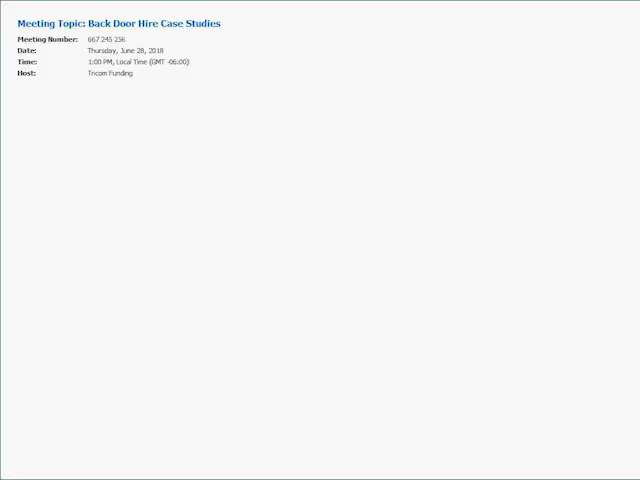 Meeting Topic: Back Door Hire Case Studies
Meeting Number: 667 245 256
Date: Thursday, June 28, 2018
Time: 1:00 PM, Local Time (GMT -06:00)
Host: Tricom Funding